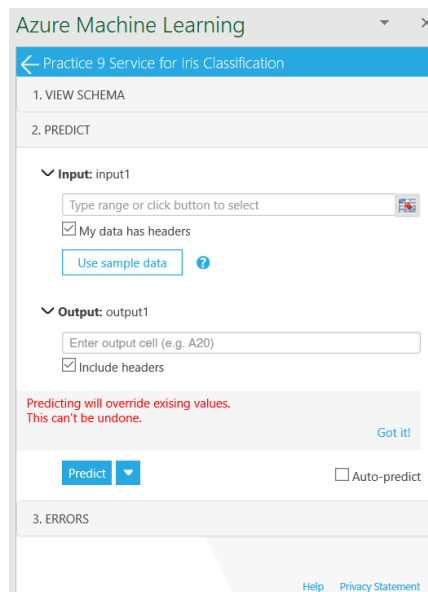 Azure Machine Learning
Practice 9 Service for Iris Classification
1. VIEW SCHEMA
2. PREDICT
Input: input1
Type range or click button to select
My data has headers
Use sample data ?
Output: output1
Enter output cell (e.g. A20)
Include headers
Predicting will override exising values.
This can't be undone.
Got it!
Predict
Auto-predict
3. ERRORS
Help Privacy Statement